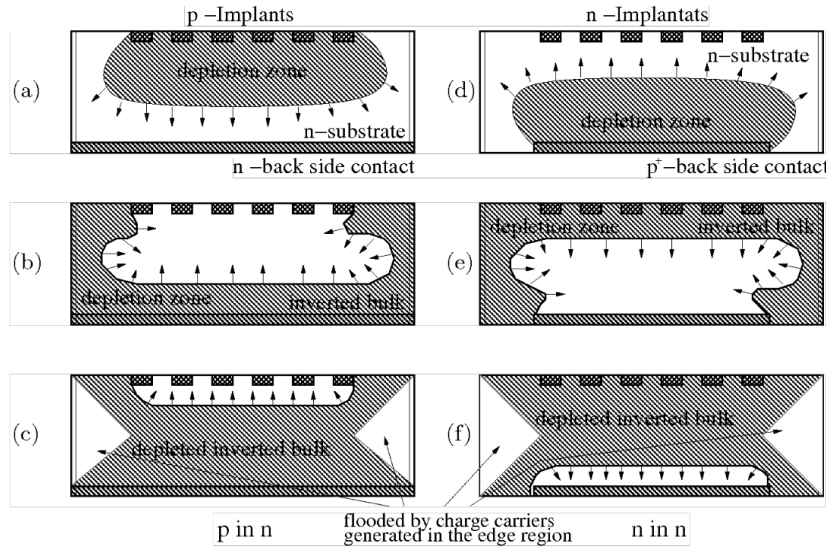 p –Implants
n –Implantats
(a)
depletion zone
n–substrate
n –back side contact
(d)
n–substrate
depletion zone
p⁺–back side contact
(b)
depletion zone
inverted bulk
(e)
depletion zone
inverted bulk
(c)
depleted inverted bulk
(f)
depleted inverted bulk
p in n
flooded by charge carriers
generated in the edge region
n in n